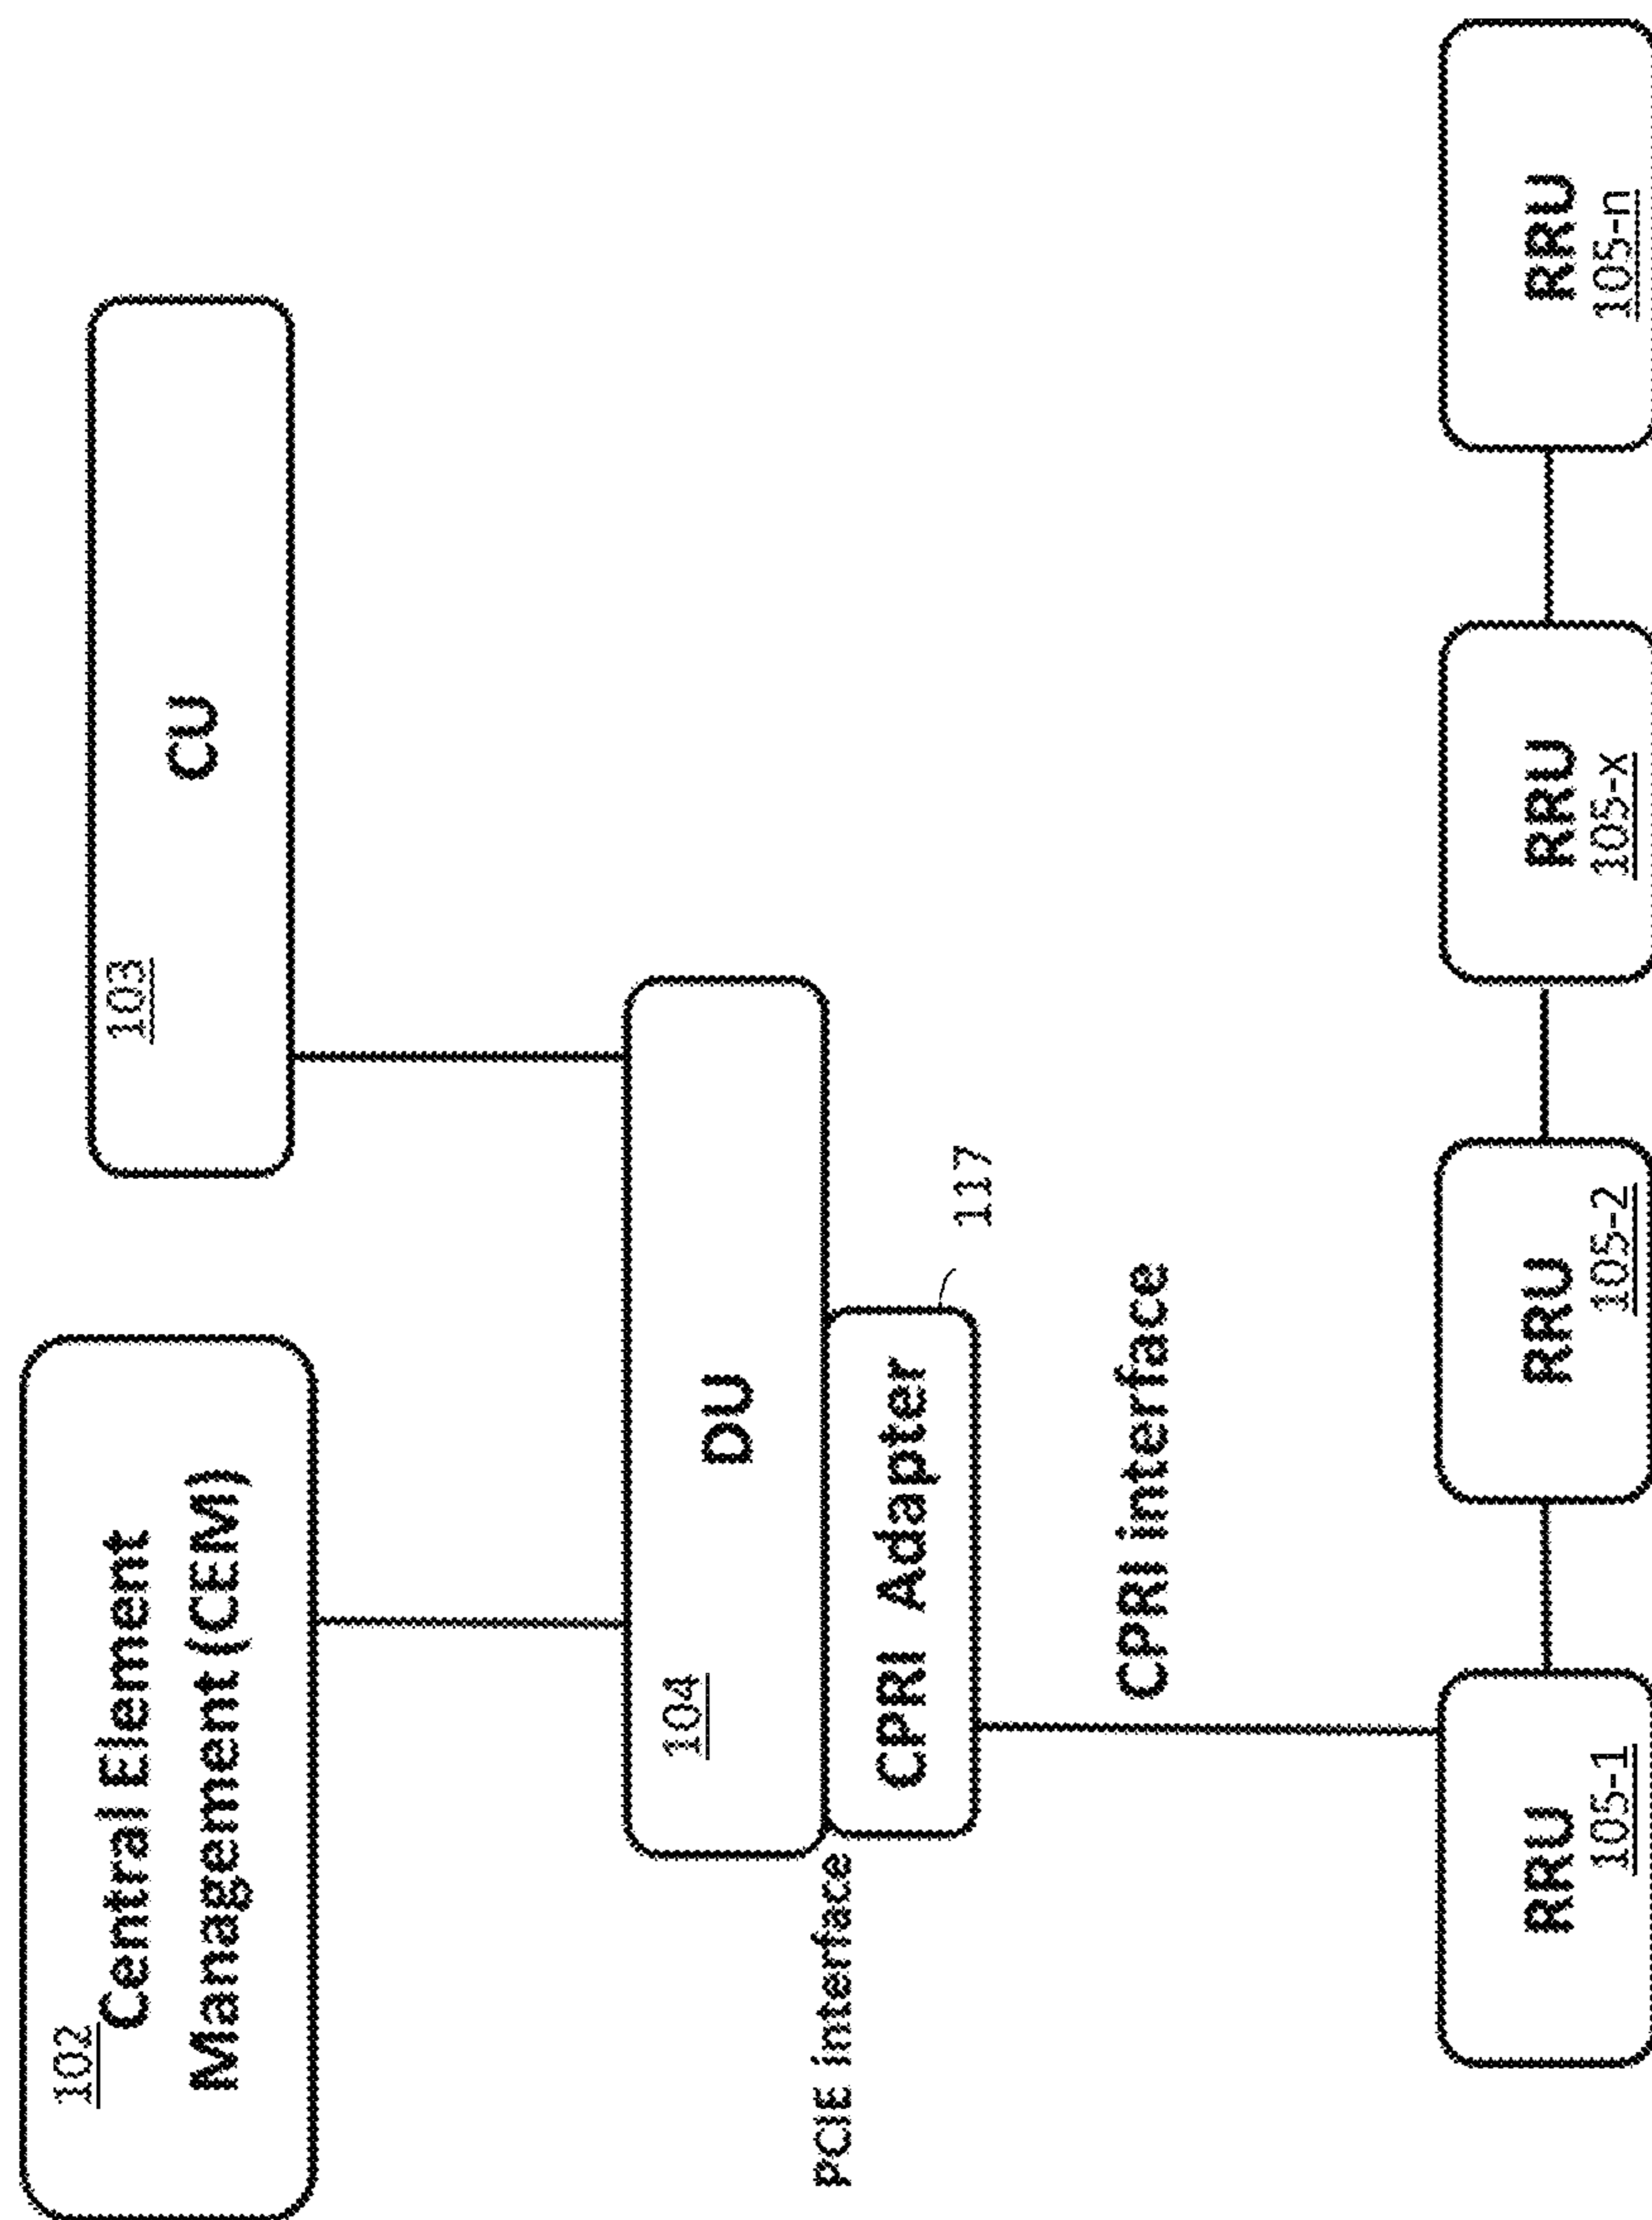 102
Central Element
Management (CEM)
103
CU
104
DU
PCIE interface
CPRI Adapter
117
CPRI interface
RRU
105-1
RRU
105-2
RRU
105-x
RRU
105-n